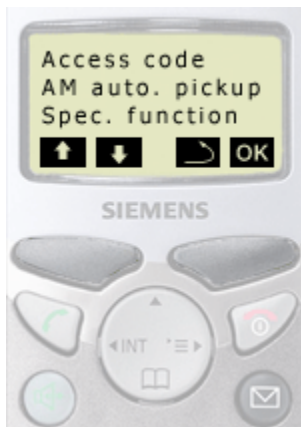 Access code
AM auto. pickup
Spec. function
OK
SIEMENS
INT